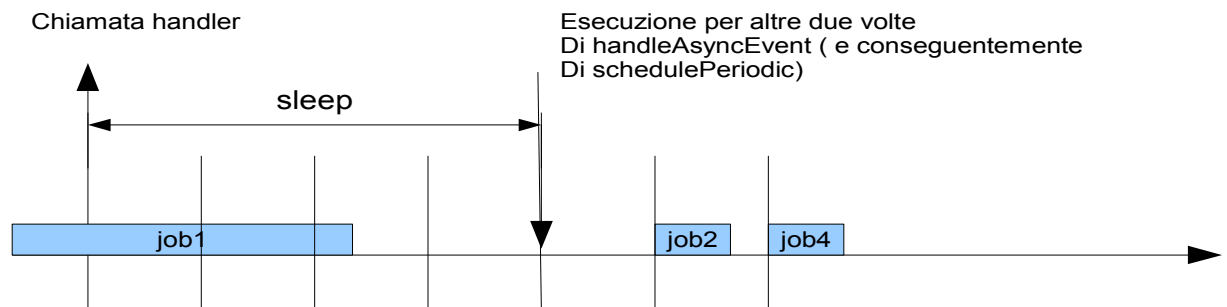 Chiamata handler
Esecuzione per altre due volte
Di handleAsyncEvent ( e conseguentemente
Di schedulePeriodic)
sleep
job1
job2
job4